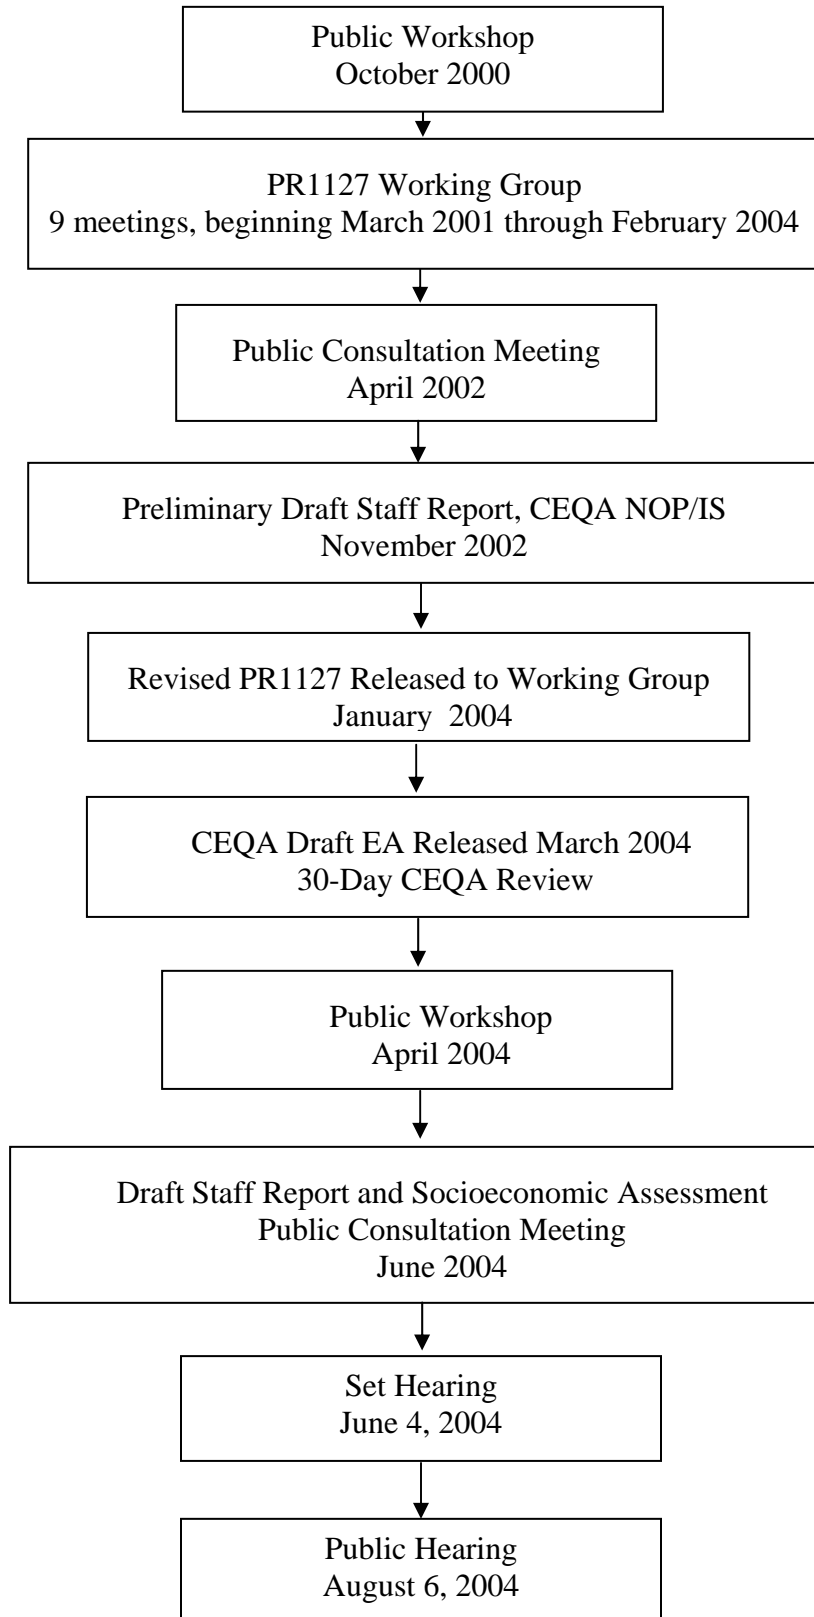 Public Workshop
October 2000
PR1127 Working Group
9 meetings, beginning March 2001 through February 2004
Public Consultation Meeting
April 2002
Preliminary Draft Staff Report, CEQA NOP/IS
November 2002
Revised PR1127 Released to Working Group
January 2004
CEQA Draft EA Released March 2004
30-Day CEQA Review
Public Workshop
April 2004
Draft Staff Report and Socioeconomic Assessment
Public Consultation Meeting
June 2004
Set Hearing
June 4, 2004
Public Hearing
August 6, 2004